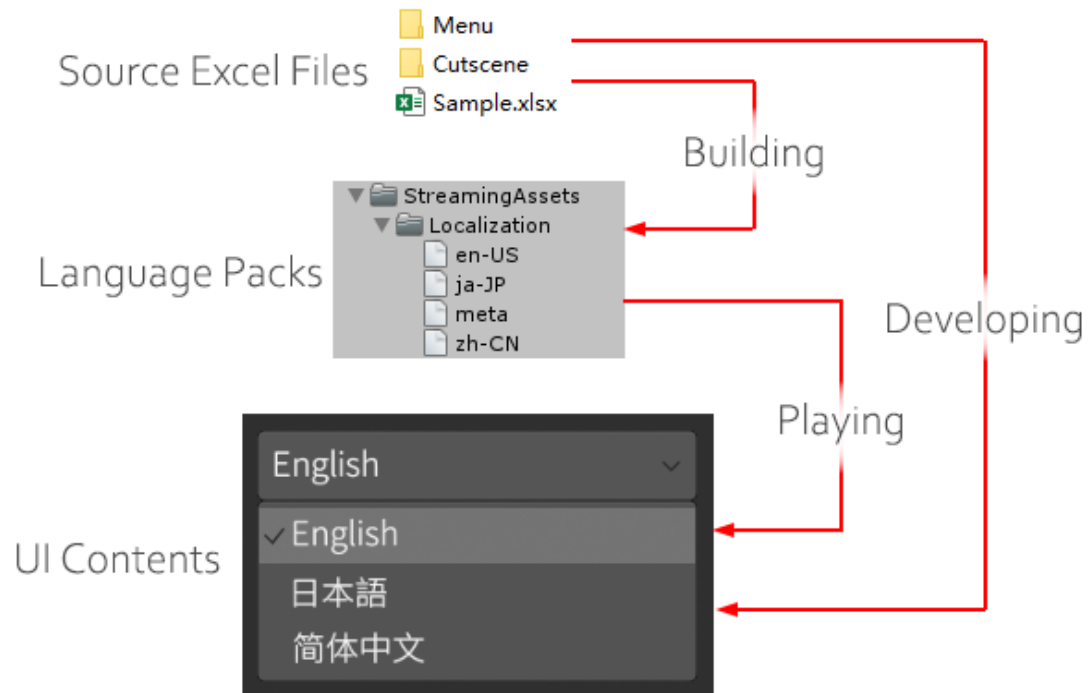 Source Excel Files
Menu
Cutscene
Sample.xlsx
Building
Language Packs
StreamingAssets
Localization
en-US
ja-JP
meta
zh-CN
Developing
Playing
UI Contents
English
English
日本語
简体中文